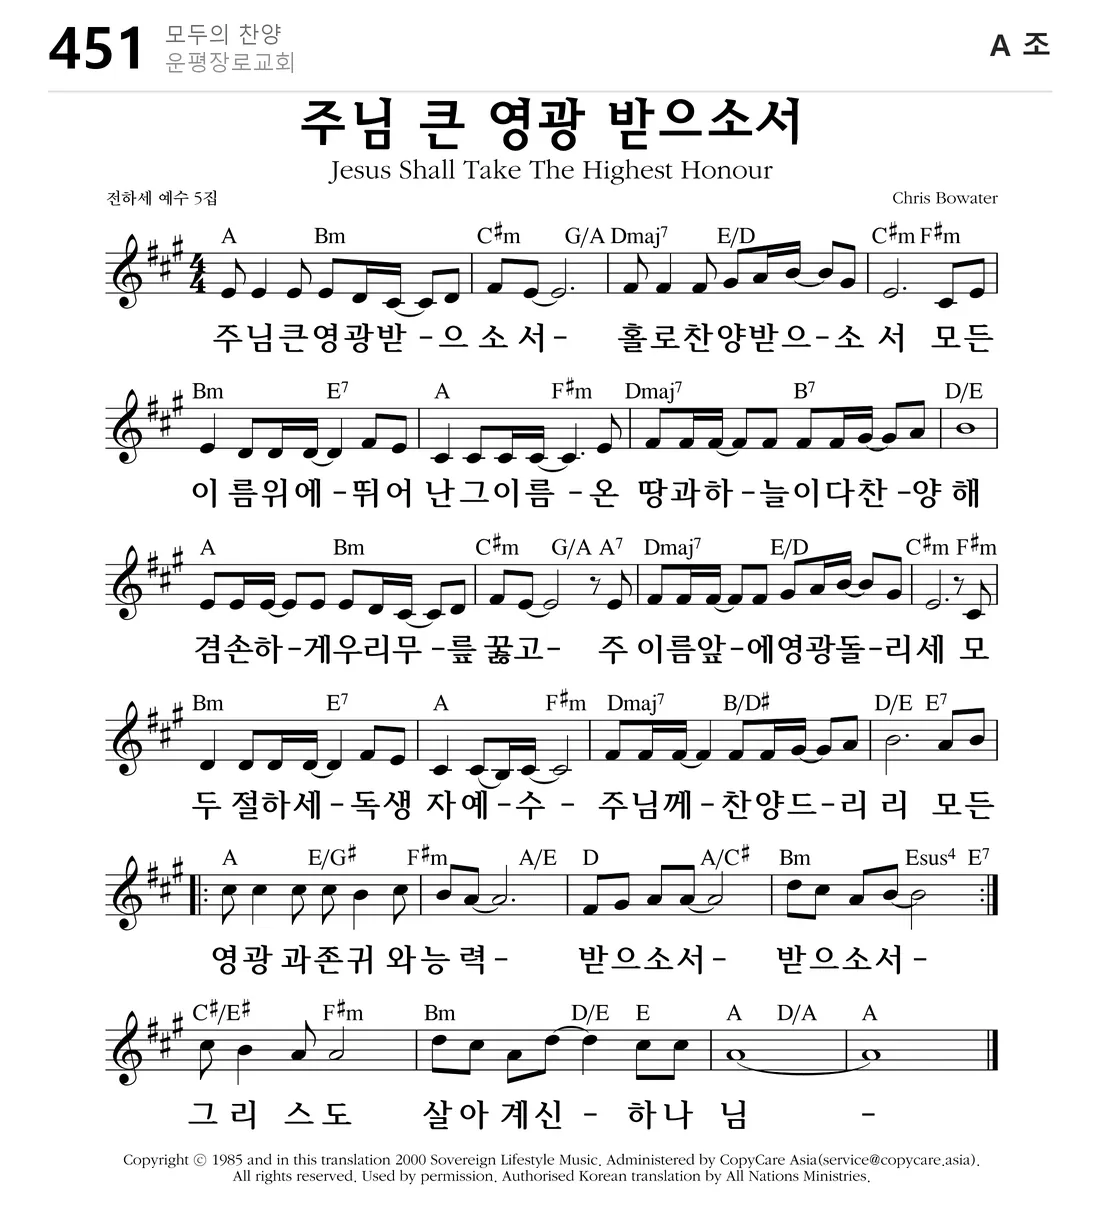 451 모두의 찬양
운평장로교회
A 조
주님 큰 영광 받으소서
Jesus Shall Take The Highest Honour
전하세 예수 5집
Chris Bowater
A Bm C♯m G/A Dmaj7 E/D C♯m F♯m
4/4
주님큰영광받-으 소 서- 홀로찬양받으-소 서 모든
Bm E7 A F♯m Dmaj7 B7 D/E
이 름위에-뛰어 난그이름 -온 땅과하-늘이다찬-양 해
A Bm C♯m G/A A7 Dmaj7 E/D C♯m F♯m
겸손하-게우리무 -릎 꿇고- 주 이름앞-에영광돌-리세 모
Bm E7 A F♯m Dmaj7 B/D♯ D/E E7
두 절하세-독생 자예-수 - 주님께-찬양드-리 리 모든
A E/G♯ F♯m A/E D A/C♯ Bm Esus4 E7
영광 과존귀 와능 력- 받으소서- 받으소서-
C♯/E♯ F♯m Bm D/E E A D/A A
그 리 스도 살아 계신 - 하나 님 -
Copyright ⓒ 1985 and in this translation 2000 Sovereign Lifestyle Music. Administered by CopyCare Asia(service@copycare.asia).
All rights reserved. Used by permission. Authorised Korean translation by All Nations Ministries.